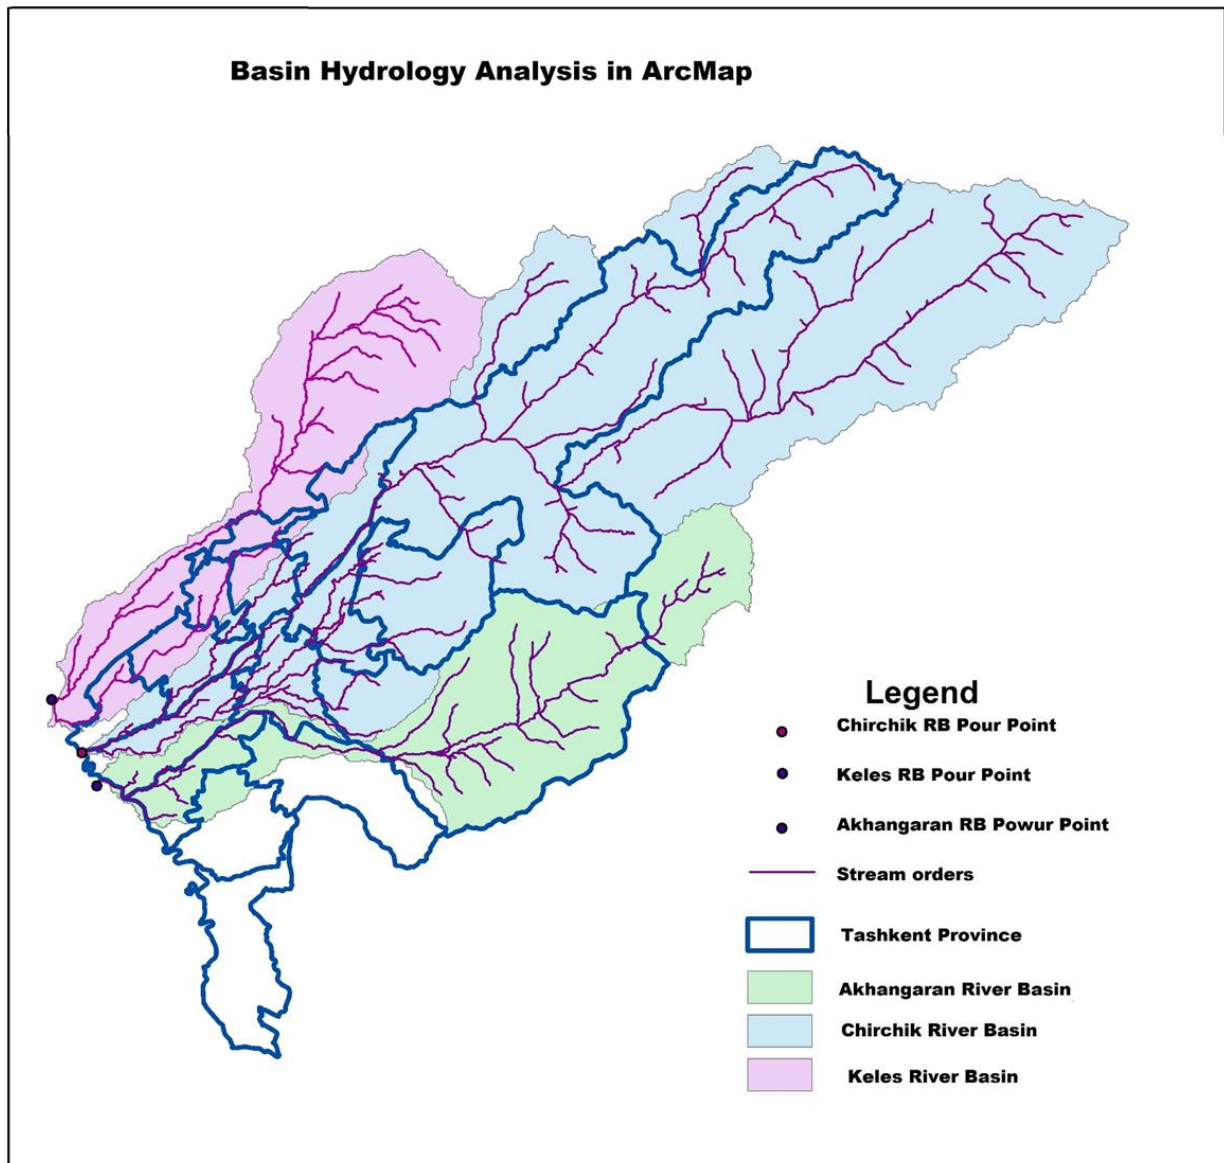 Basin Hydrology Analysis in ArcMap
Legend
Chirchik RB Pour Point
Keles RB Pour Point
Akhangaran RB Powur Point
Stream orders
Tashkent Province
Akhangaran River Basin
Chirchik River Basin
Keles River Basin